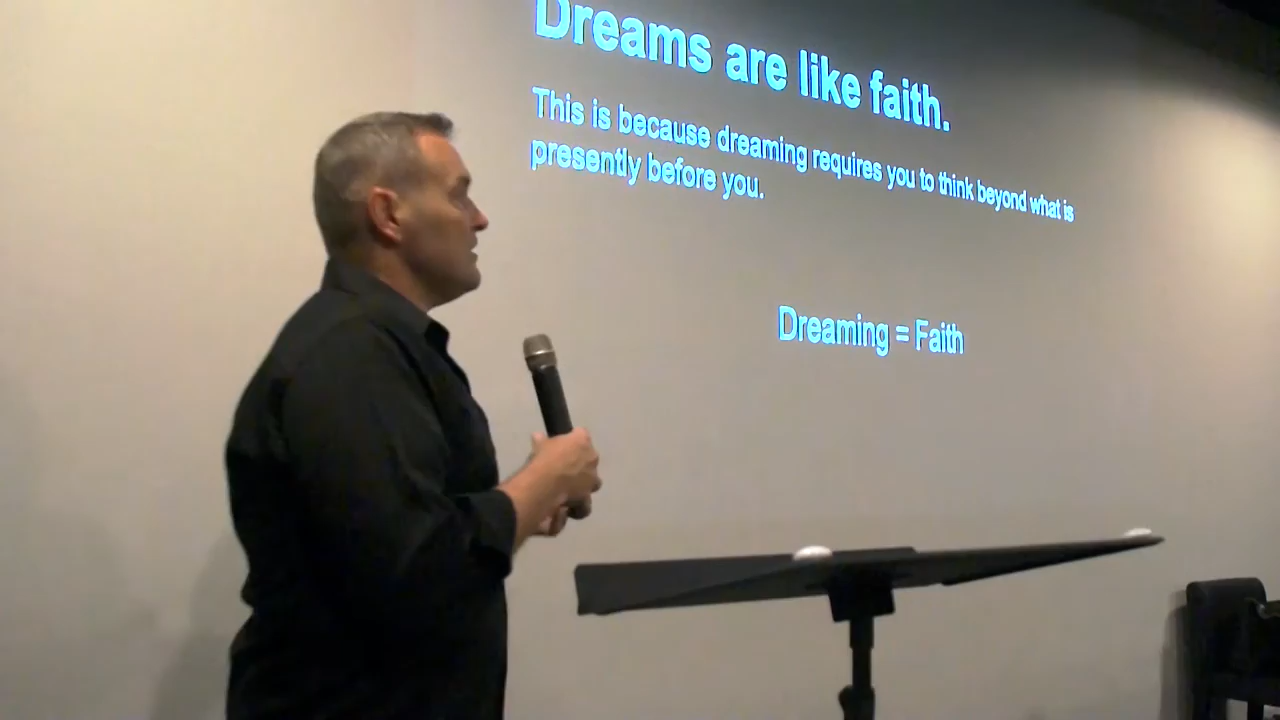 Dreams are like faith.
This is because dreaming requires you to think beyond what is
presently before you.
Dreaming = Faith